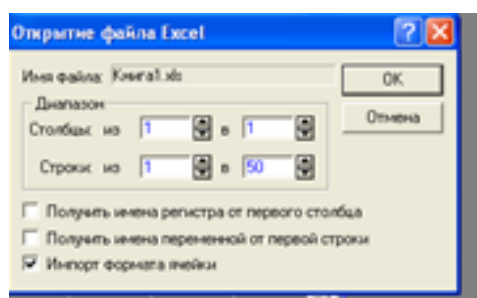 Открытие файла Excel
Имя файла: Книга1.xls
OK
Диапазон
Отмена
Столбцы: из 1 в 1
Строки: из 1 в 50
Получить имена регистра от первого столбца
Получить имена переменной от первой строки
Импорт формата ячейки